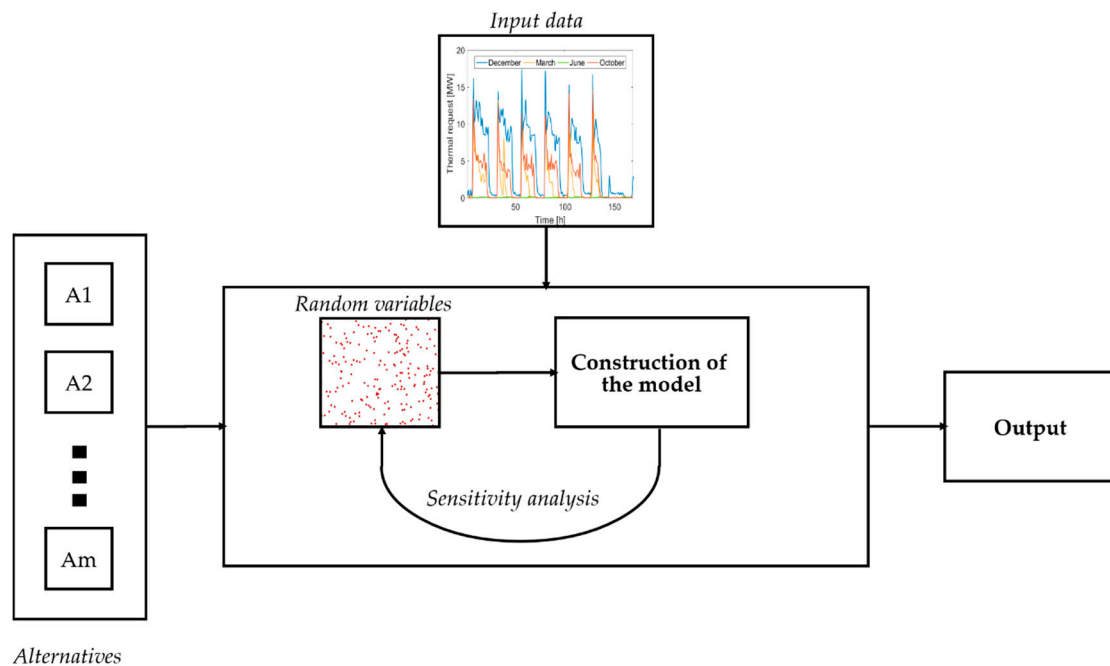 Input data
20
December March June October
15
10
5
0
Thermal request [MW]
50 100 150
Time [h]
A1
A2
Am
Alternatives
Random variables
Construction of
the model
Sensitivity analysis
Output